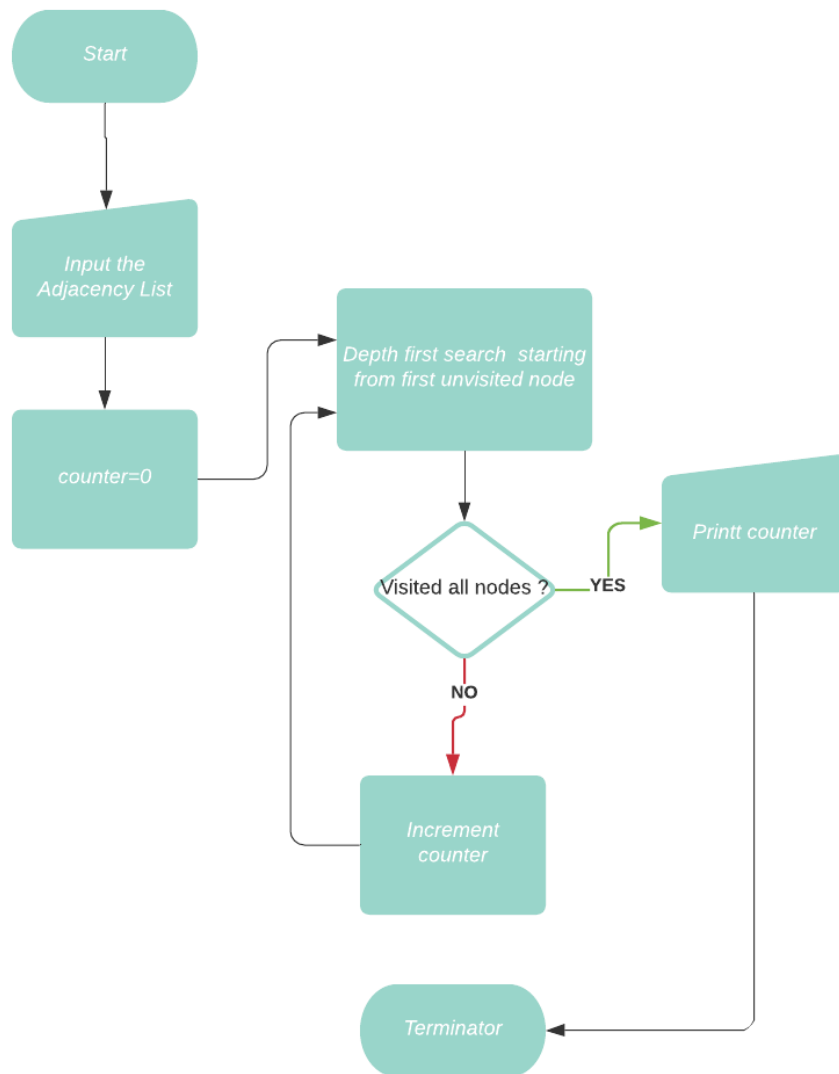 Start
Input the
Adjacency List
counter=0
Depth first search starting
from first unvisited node
Visited all nodes ?
YES
Printt counter
NO
Increment
counter
Terminator